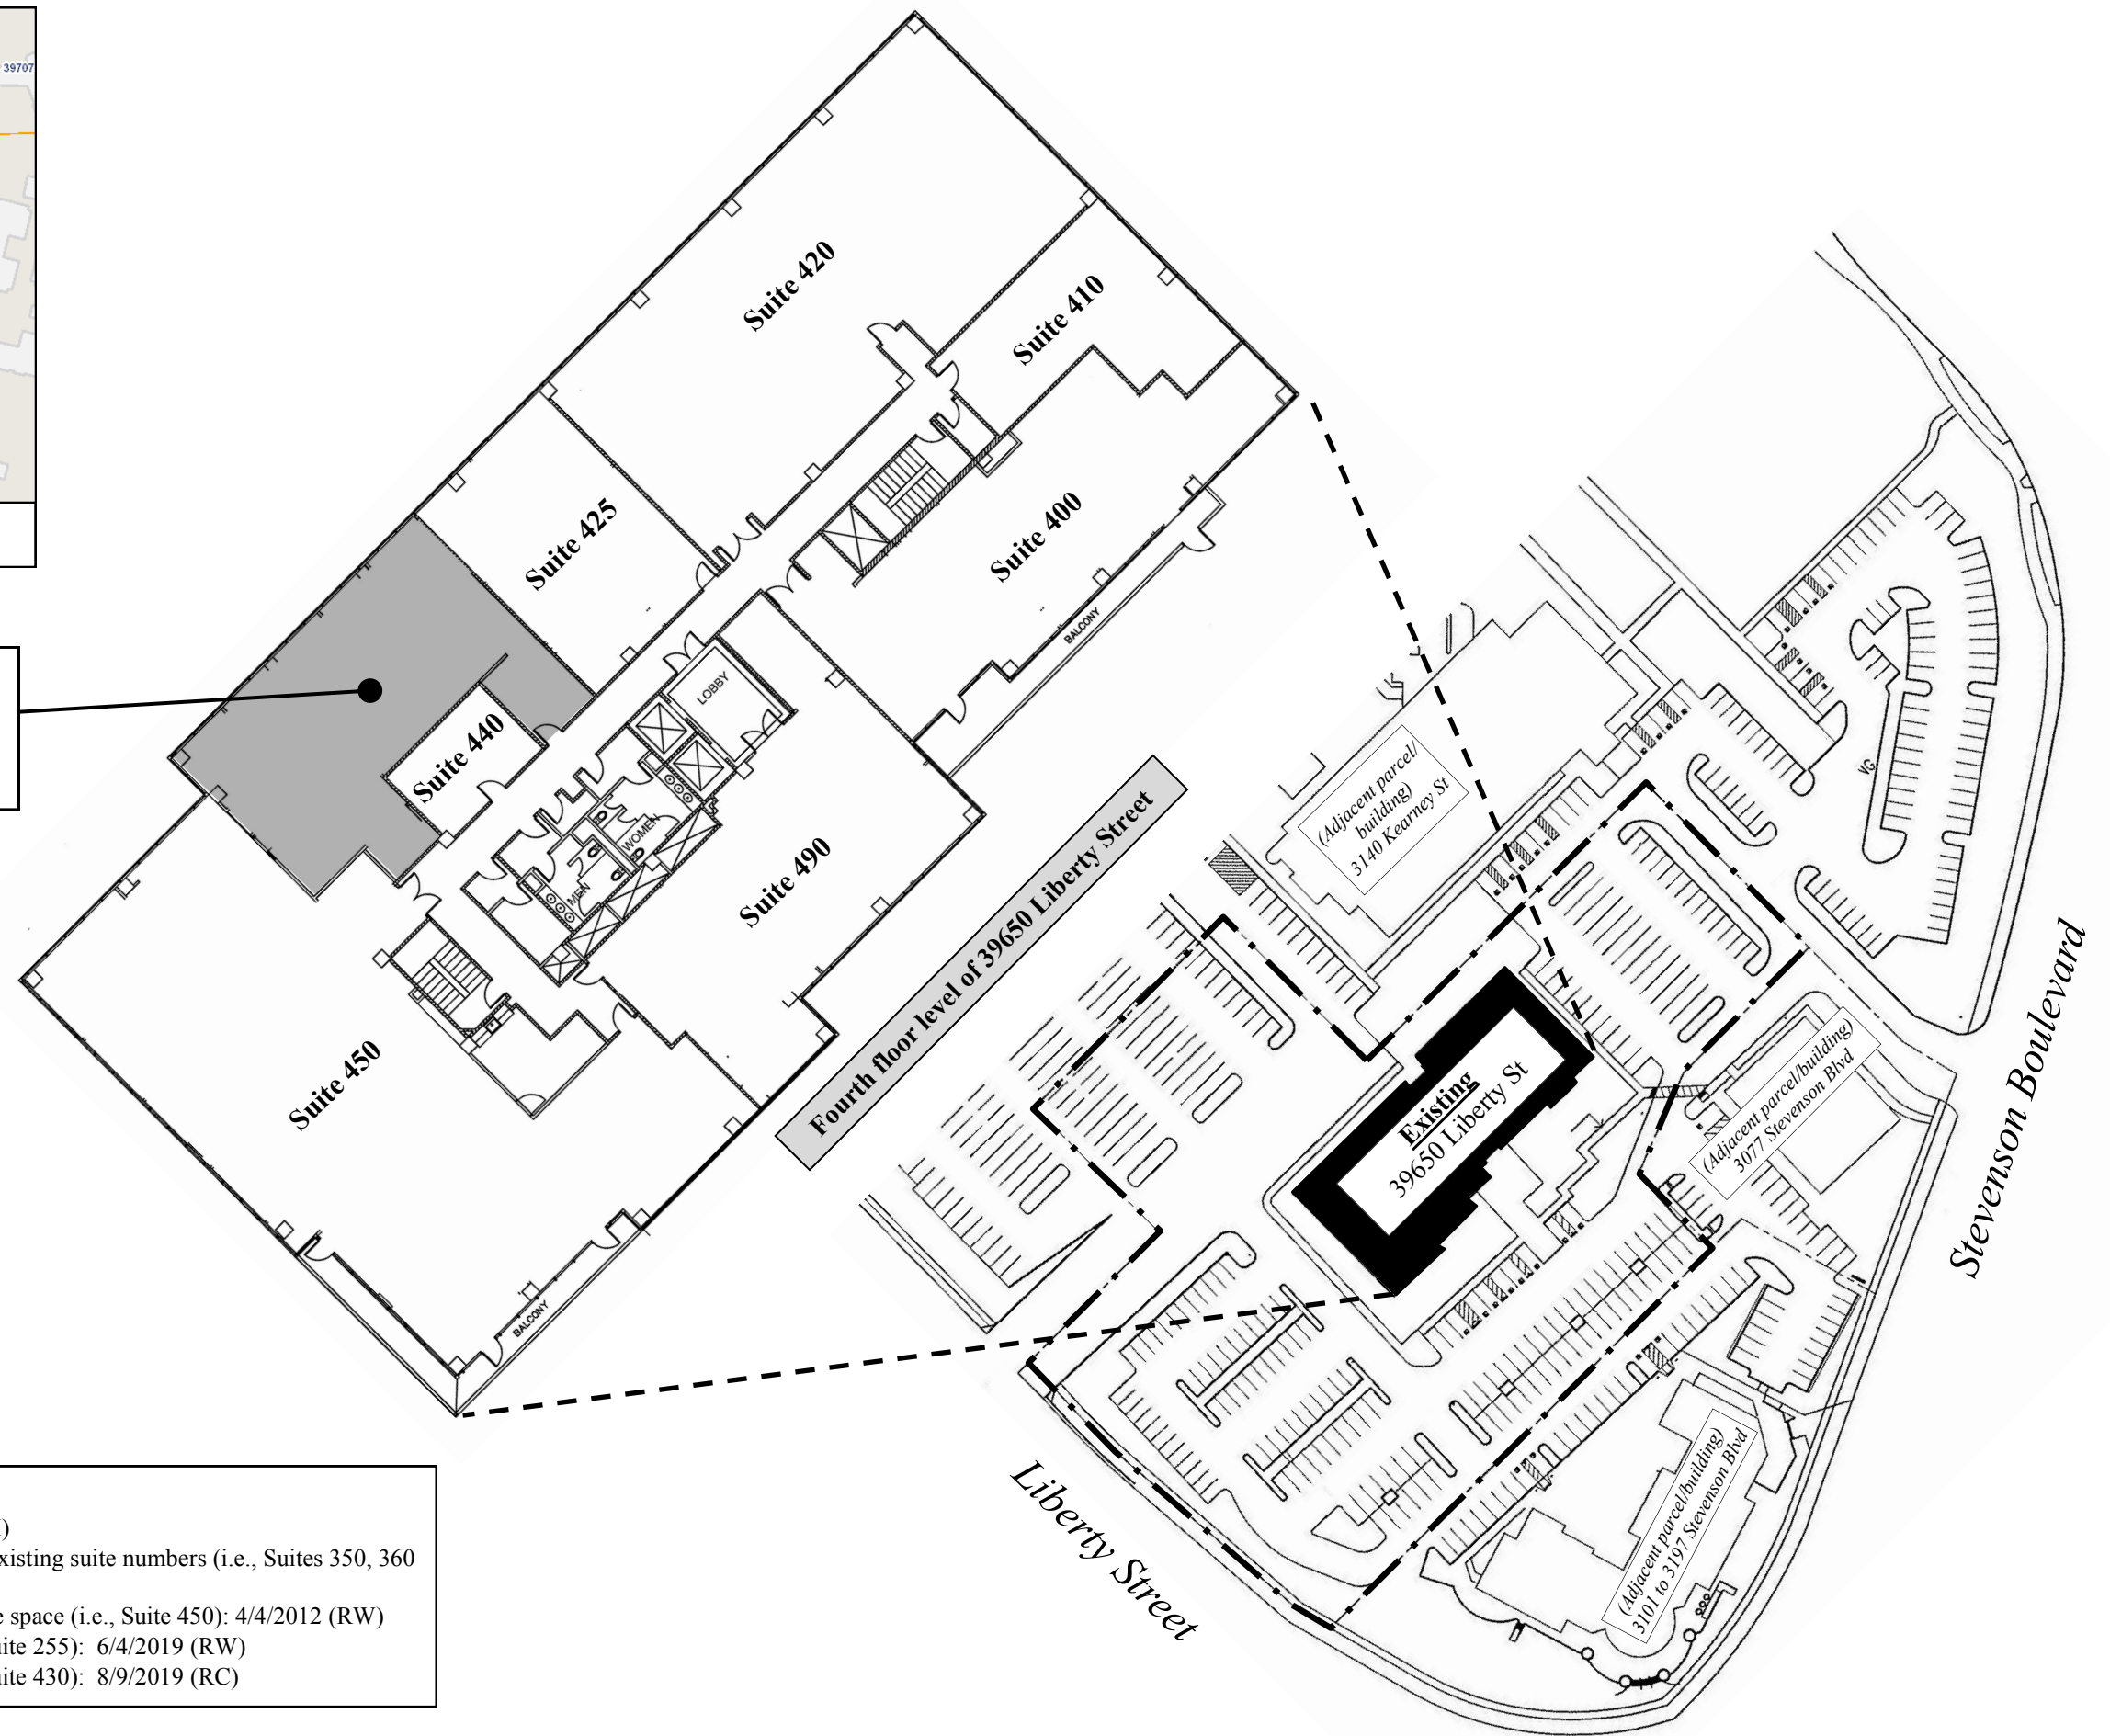 39707
Suite 420
Suite 410
Suite 425
Suite 400
BALCONY
LOBBY
Suite 440
WOMEN
MEN
Suite 490
Suite 450
BALCONY
Fourth floor level of 39650 Liberty Street
(Adjacent parcel/
building)
3140 Kearney St
VG
Existing
39650 Liberty St
(Adjacent parcel/building)
3077 Stevenson Blvd
Stevenson Boulevard
(Adjacent parcel/building)
3101 to 3197 Stevenson Blvd
Liberty Street
xisting suite numbers (i.e., Suites 350, 360
e space (i.e., Suite 450): 4/4/2012 (RW)
uite 255): 6/4/2019 (RW)
uite 430): 8/9/2019 (RC)